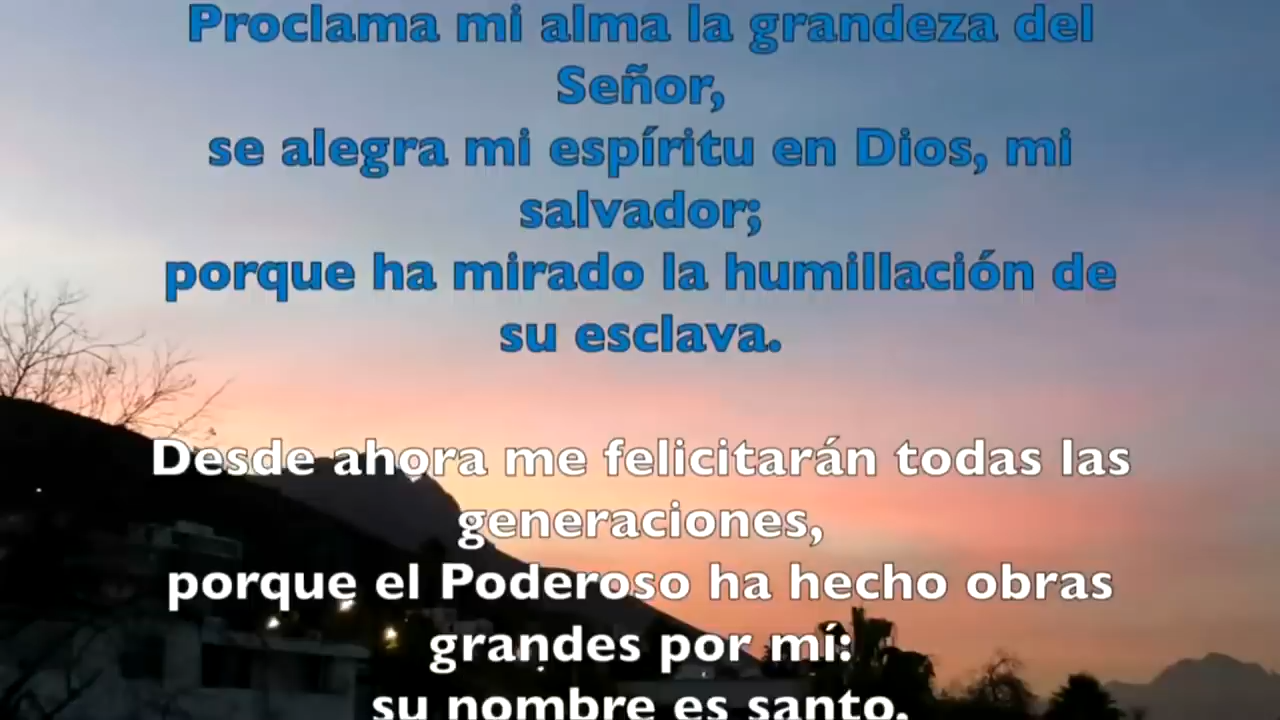 Proclama mi alma la grandeza del
Señor,
se alegra mi espíritu en Dios, mi
salvador;
porque ha mirado la humillación de
su esclava.
Desde ahora me felicitarán todas las
generaciones,
porque el Poderoso ha hecho obras
grandes por mí:
su nombre es santo,